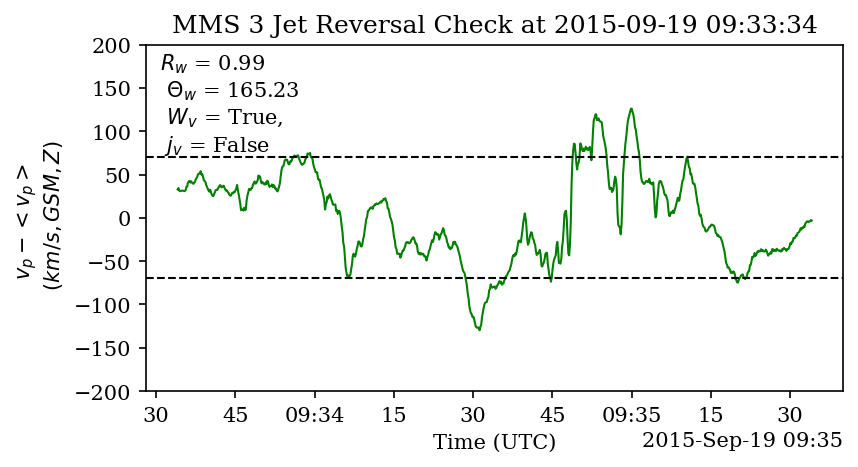 MMS 3 Jet Reversal Check at 2015-09-19 09:33:34
200
150
100
50
0
−50
−100
−150
−200
v_p − < v_p >
(km/s, GSM, Z)
R_w = 0.99
Θ_w = 165.23
W_v = True,
j_v = False
30 45 09:34 15 30 45 09:35 15 30
Time (UTC)
2015-Sep-19 09:35